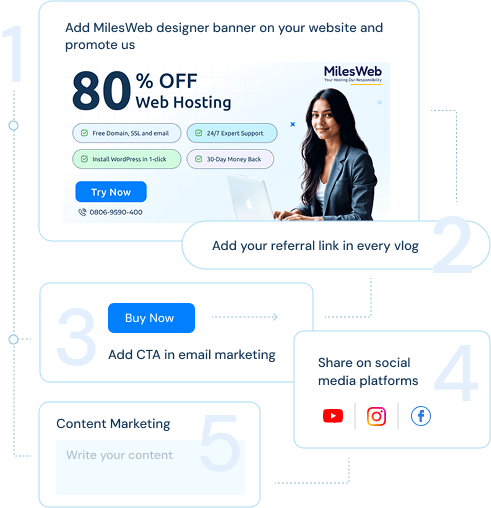 1
Add MilesWeb designer banner on your website and
promote us
80% OFF
Web Hosting
MilesWeb
Your Hosting, Our Responsibility
Free Domain, SSL and email
24/7 Expert Support
Install WordPress in 1-click
30-Day Money Back
Try Now
0806-9590-400
2
Add your referral link in every vlog
3
Buy Now
Add CTA in email marketing
4
Share on social
media platforms
5
Content Marketing
Write your content